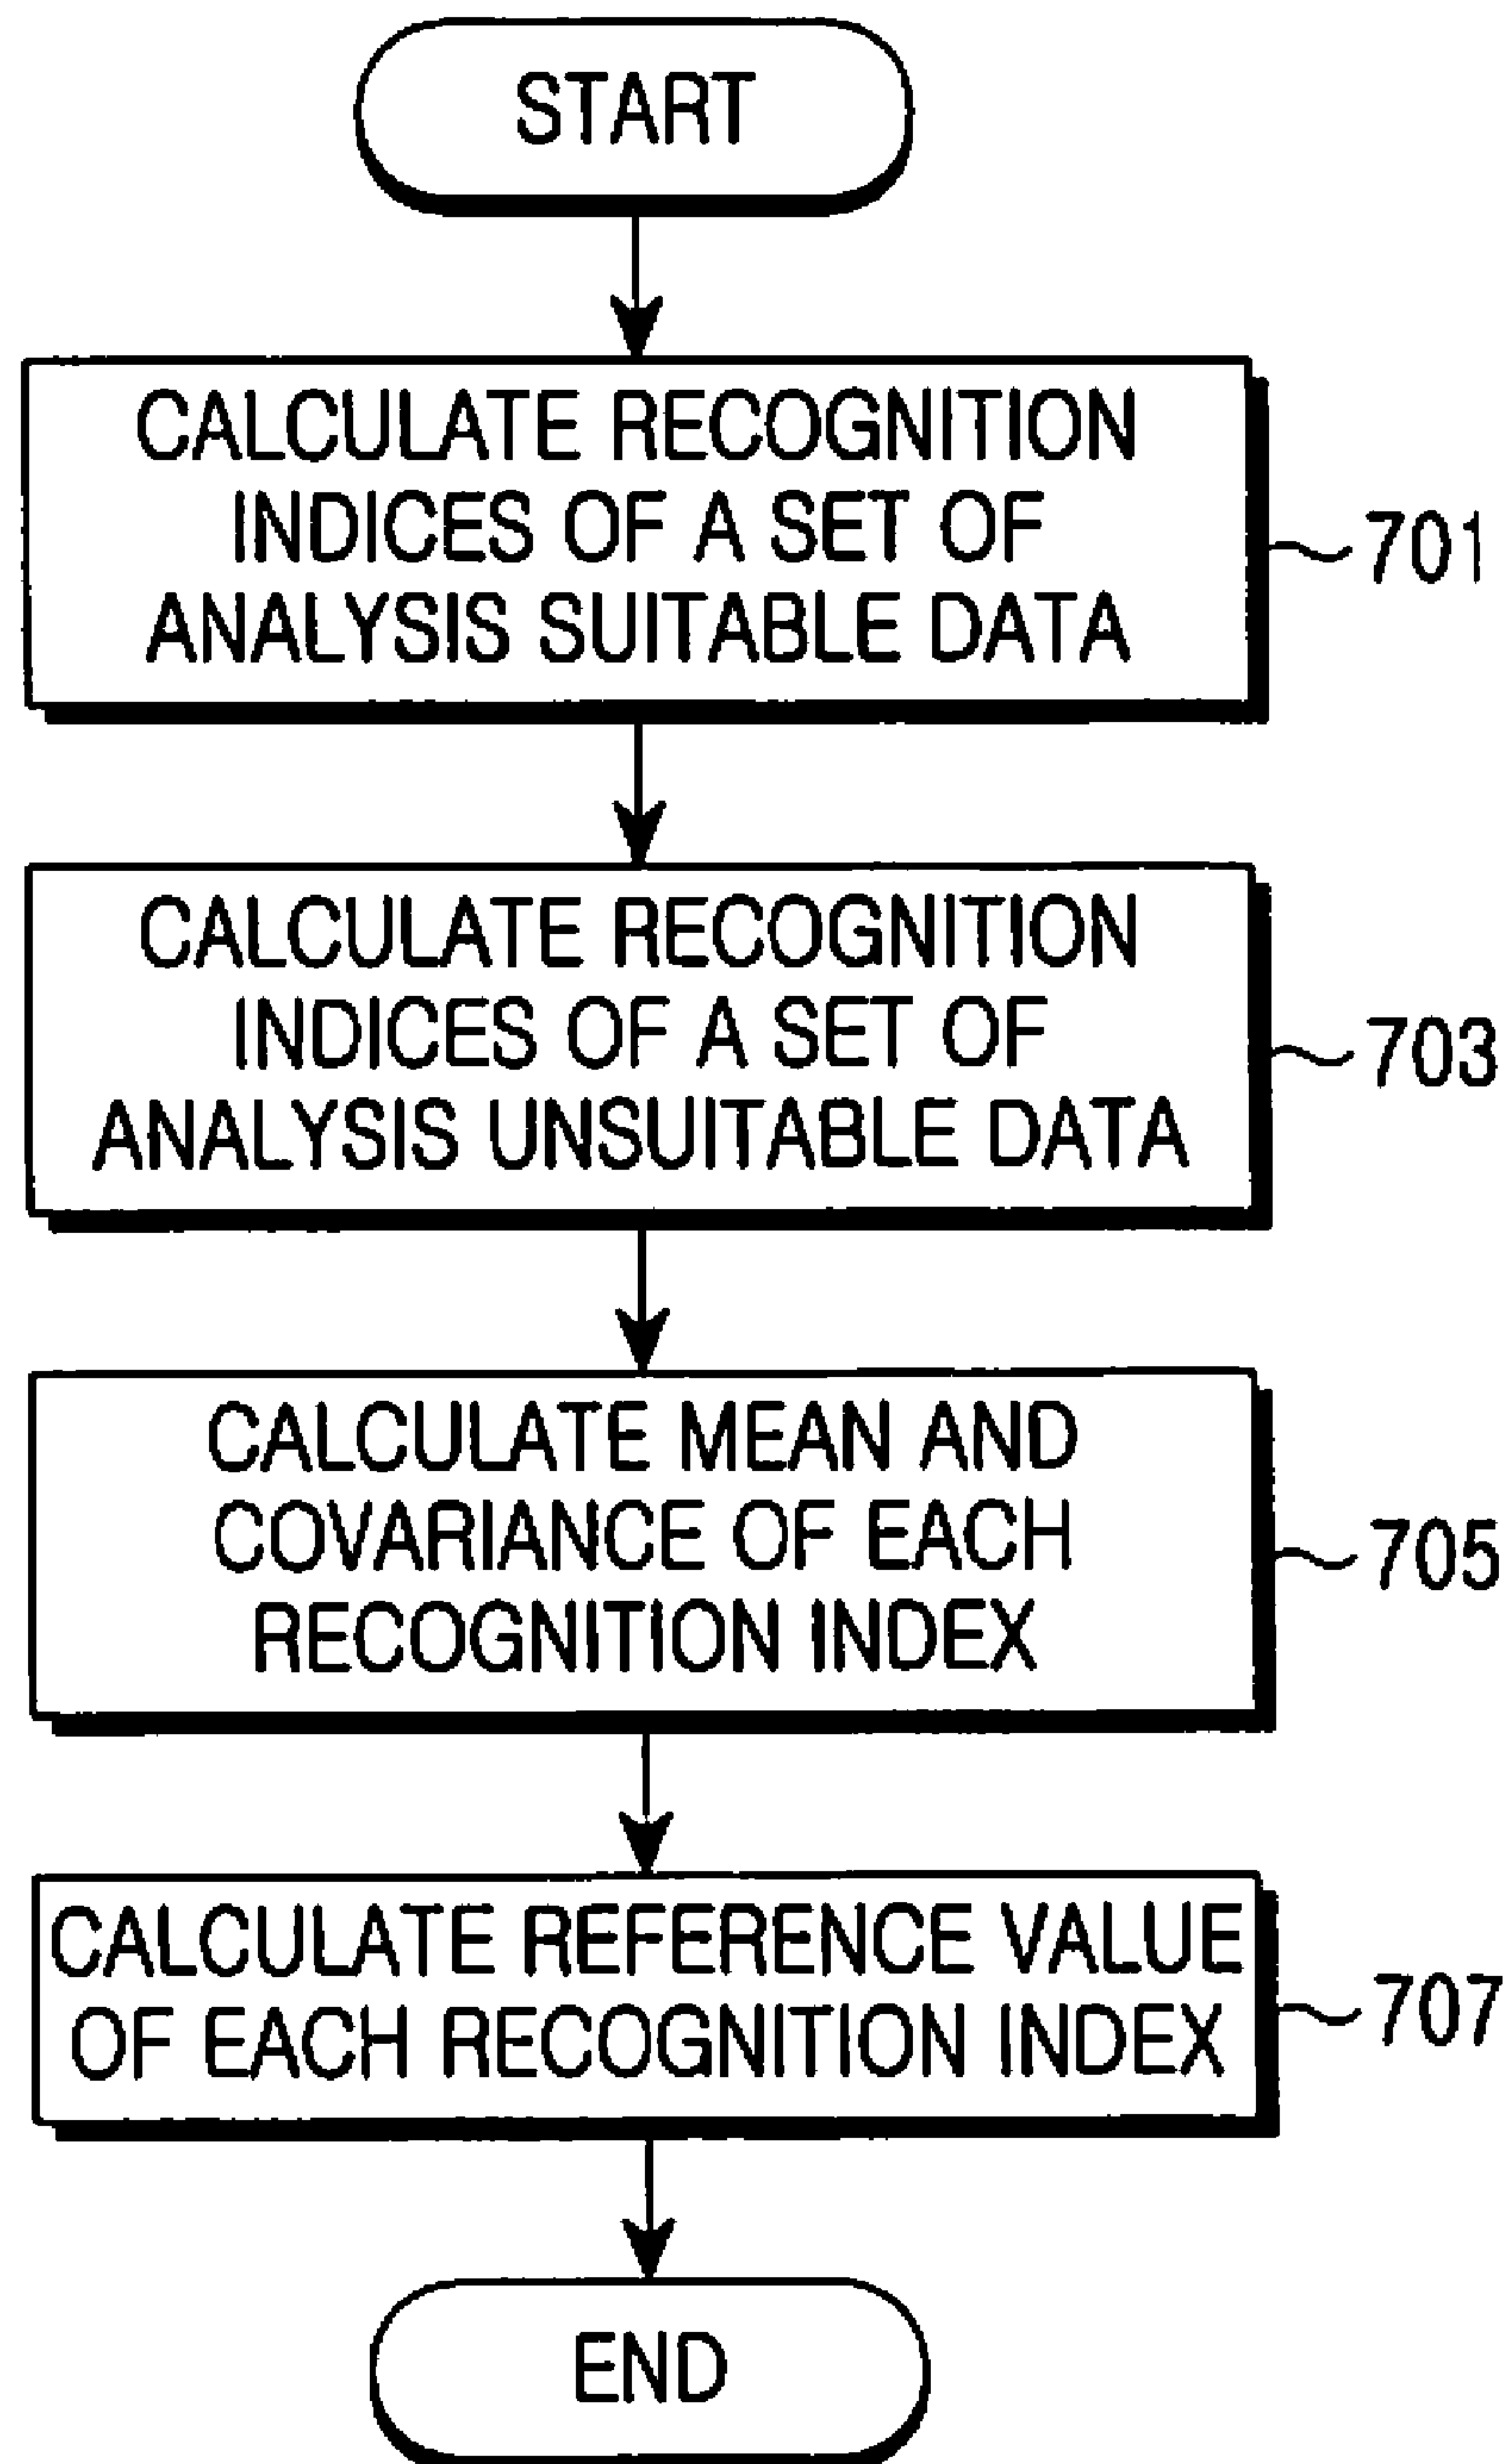 START
CALCULATE RECOGNITION
INDICES OF A SET OF
ANALYSIS SUITABLE DATA
701
CALCULATE RECOGNITION
INDICES OF A SET OF
ANALYSIS UNSUITABLE DATA
703
CALCULATE MEAN AND
COVARIANCE OF EACH
RECOGNITION INDEX
705
CALCULATE REFERENCE VALUE
OF EACH RECOGNITION INDEX
707
END